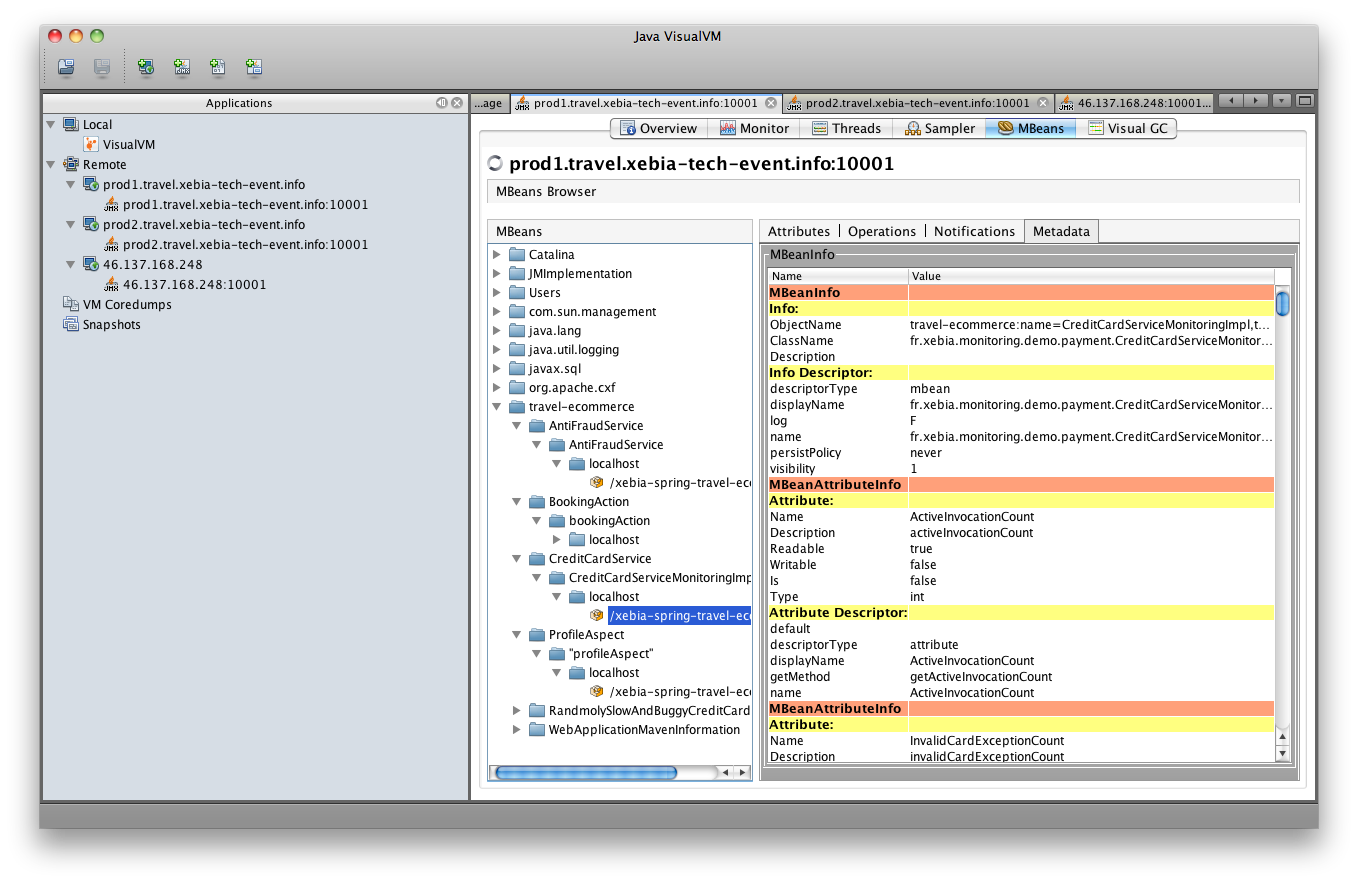 Java VisualVM
Applications
...age
prod1.travel.xebia-tech-event.info:10001
prod2.travel.xebia-tech-event.info:10001
46.137.168.248:10001...
Local
VisualVM
Remote
prod1.travel.xebia-tech-event.info
JMX prod1.travel.xebia-tech-event.info:10001
prod2.travel.xebia-tech-event.info
JMX prod2.travel.xebia-tech-event.info:10001
46.137.168.248
JMX 46.137.168.248:10001
VM Coredumps
Snapshots
Overview Monitor Threads Sampler MBeans Visual GC
prod1.travel.xebia-tech-event.info:10001
MBeans Browser
MBeans
Catalina
JMImplementation
Users
com.sun.management
java.lang
java.util.logging
javax.sql
org.apache.cxf
travel-ecommerce
AntiFraudService
AntiFraudService
localhost
/xebia-spring-travel-ec
BookingAction
bookingAction
localhost
CreditCardService
CreditCardServiceMonitoringImp
localhost
/xebia-spring-travel-ec
ProfileAspect
"profileAspect"
localhost
/xebia-spring-travel-ec
RandmolySlowAndBuggyCreditCard
WebApplicationMavenInformation
Attributes Operations Notifications Metadata
MBeanInfo
Name Value
MBeanInfo
Info:
ObjectName travel-ecommerce:name=CreditCardServiceMonitoringImpl,t...
ClassName fr.xebia.monitoring.demo.payment.CreditCardServiceMonitor...
Description
Info Descriptor:
descriptorType mbean
displayName fr.xebia.monitoring.demo.payment.CreditCardServiceMonitor...
log F
name fr.xebia.monitoring.demo.payment.CreditCardServiceMonitor...
persistPolicy never
visibility 1
MBeanAttributeInfo
Attribute:
Name ActiveInvocationCount
Description activeInvocationCount
Readable true
Writable false
Is false
Type int
Attribute Descriptor:
default
descriptorType attribute
displayName ActiveInvocationCount
getMethod getActiveInvocationCount
name ActiveInvocationCount
MBeanAttributeInfo
Attribute:
Name InvalidCardExceptionCount
Description invalidCardExceptionCount